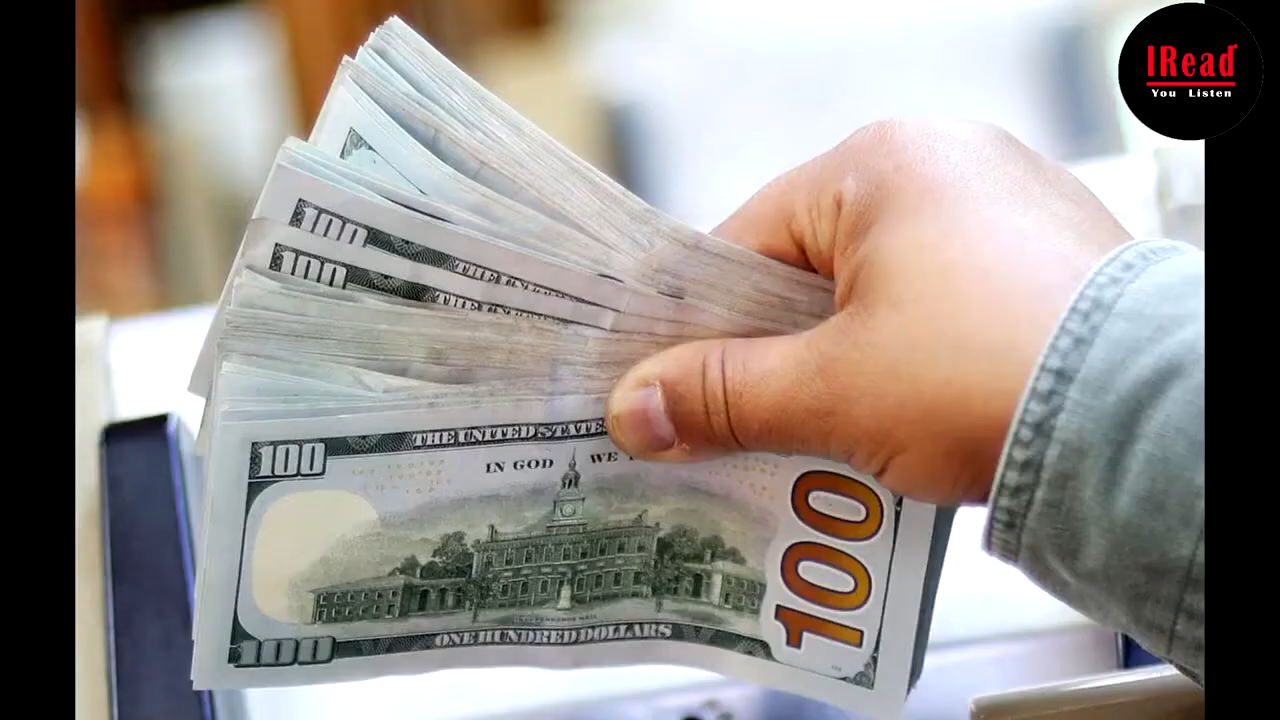 IRead
You Listen
100
100
THE UNITED STATES
100
IN GOD WE
100
ONE HUNDRED DOLLARS
100